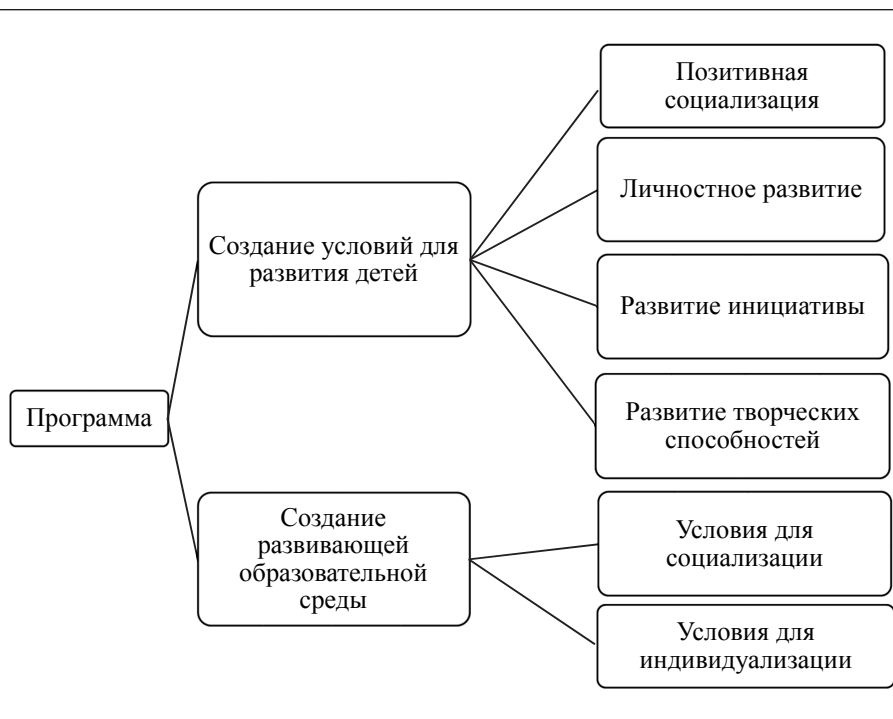 Программа
Создание условий для
развития детей
Позитивная
социализация
Личностное развитие
Развитие инициативы
Развитие творческих
способностей
Создание
развивающей
образовательной
среды
Условия для
социализации
Условия для
индивидуализации